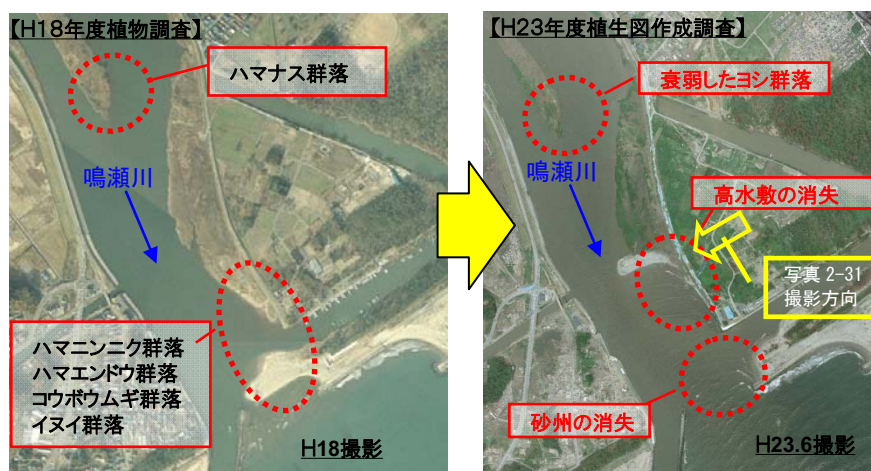 【H18年度植物調査】
ハマナス群落
鳴瀬川
ハマニンニク群落
ハマエンドウ群落
コウボウムギ群落
イヌイ群落
H18撮影
【H23年度植生図作成調査】
衰弱したヨシ群落
鳴瀬川
高水敷の消失
写真 2-31
撮影方向
砂州の消失
H23.6撮影